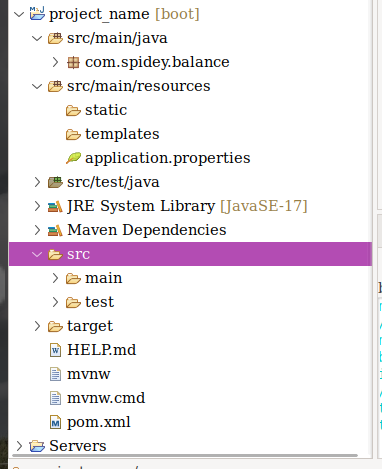 project_name [boot]
src/main/java
com.spidey.balance
src/main/resources
static
templates
application.properties
src/test/java
JRE System Library [JavaSE-17]
Maven Dependencies
src
main
test
target
HELP.md
mvnw
mvnw.cmd
pom.xml
Servers